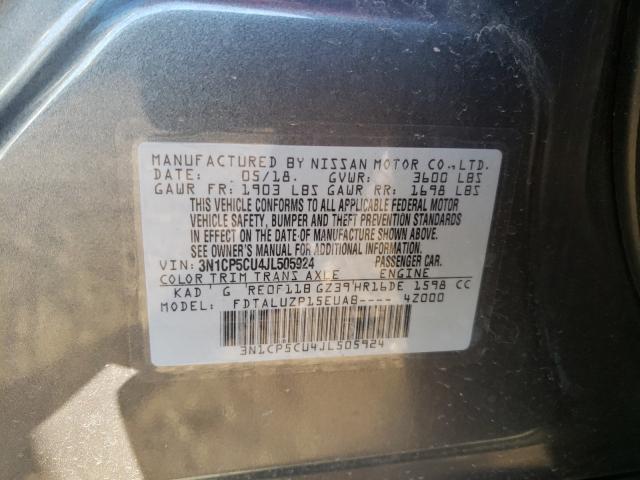 MANUFACTURED BY NISSAN MOTOR CO.,LTD.
DATE: 05/18. GVWR: 3600 LBS
GAWR FR: 1903 LBS GAWR RR: 1698 LBS
THIS VEHICLE CONFORMS TO ALL APPLICABLE FEDERAL MOTOR
VEHICLE SAFETY, BUMPER AND THEFT PREVENTION STANDARDS
IN EFFECT ON THE DATE OF MANUFACTURE SHOWN ABOVE.
SEE OWNER'S MANUAL FOR ADDITIONAL INFORMATION
VIN: 3N1CP5CU4JL505924 PASSENGER CAR.
COLOR TRIM TRANS AXLE ENGINE
KAD G RE0F11B GZ39 HR16DE 1598 CC
MODEL: FDTALUZP15EUA8---- 4Z000
3N1CP5CU4JL505924